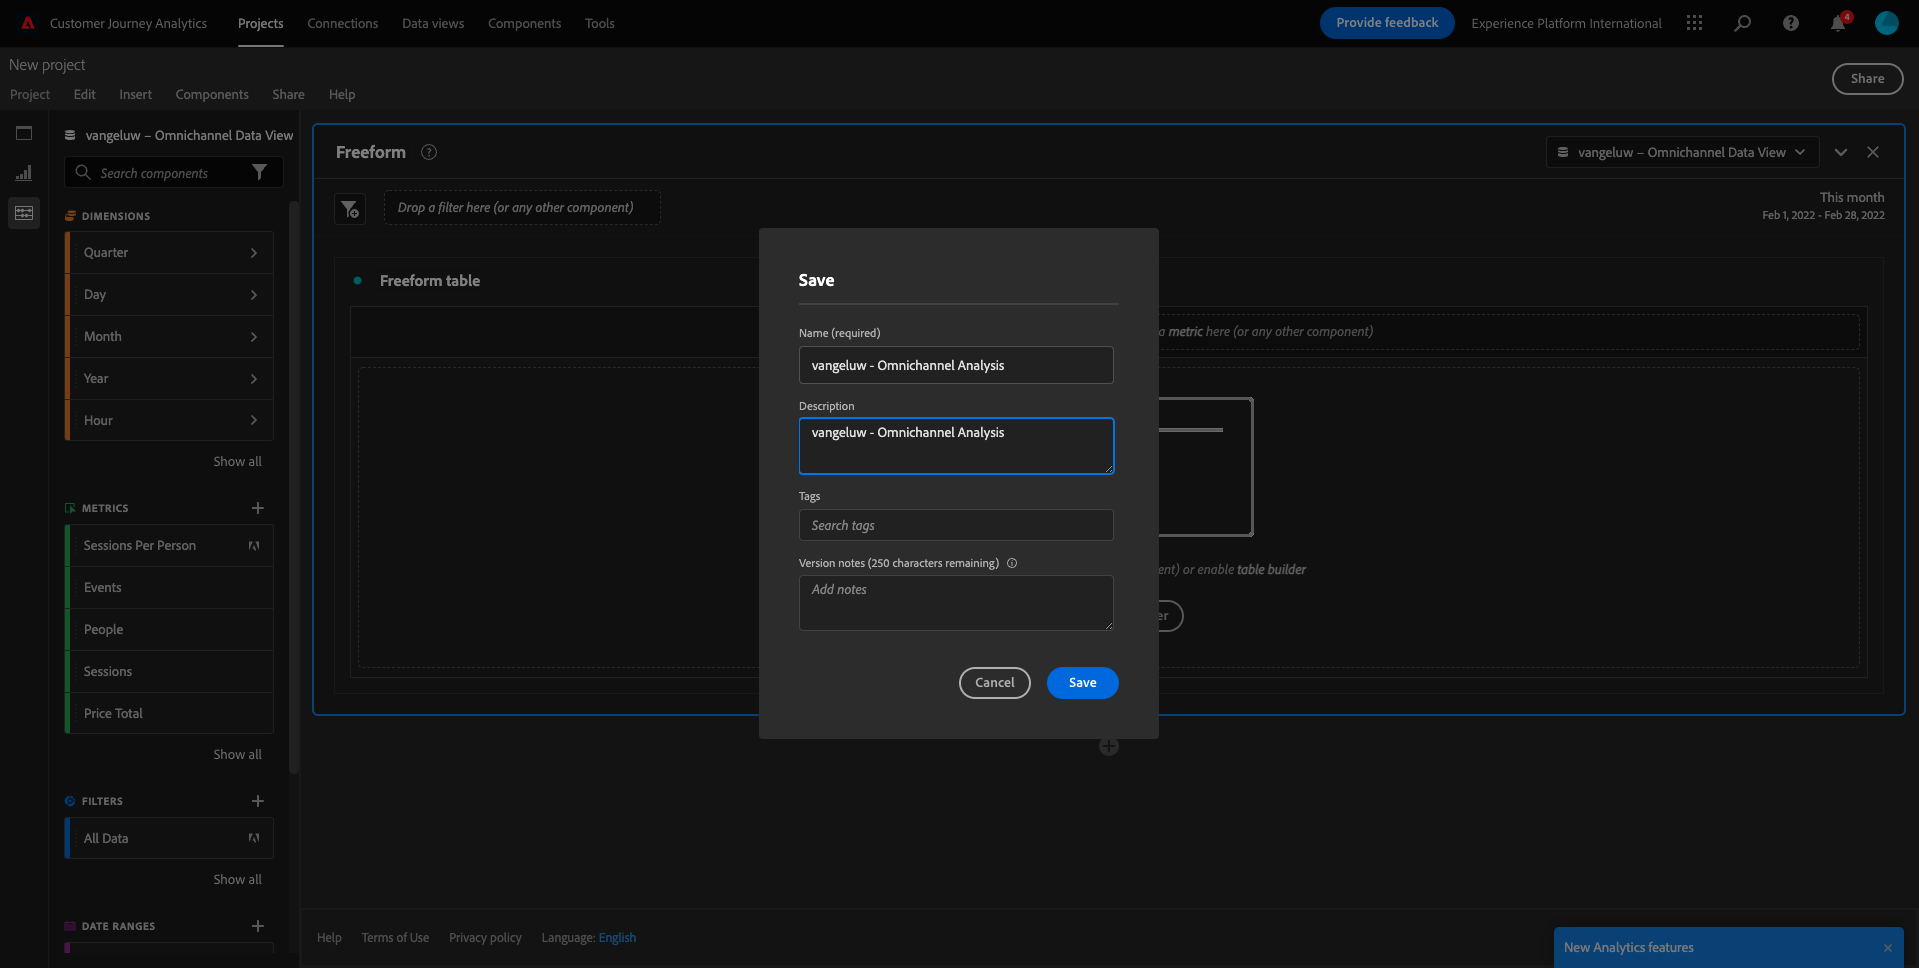 Customer Journey Analytics
Projects
Connections
Data views
Components
Tools
Provide feedback
Experience Platform International
4
New project
Project
Edit
Insert
Components
Share
Help
Share
vangeluw – Omnichannel Data View
Search components
DIMENSIONS
Quarter
Day
Month
Year
Hour
Show all
METRICS
Sessions Per Person
Events
People
Sessions
Price Total
Show all
FILTERS
All Data
Show all
DATE RANGES
Freeform
vangeluw – Omnichannel Data View
Drop a filter here (or any other component)
This month
Feb 1, 2022 - Feb 28, 2022
Freeform table
a metric here (or any other component)
ent) or enable table builder
er
Save
Name (required)
vangeluw - Omnichannel Analysis
Description
vangeluw - Omnichannel Analysis
Tags
Search tags
Version notes (250 characters remaining)
Add notes
Cancel
Save
Help
Terms of Use
Privacy policy
Language: English
New Analytics features